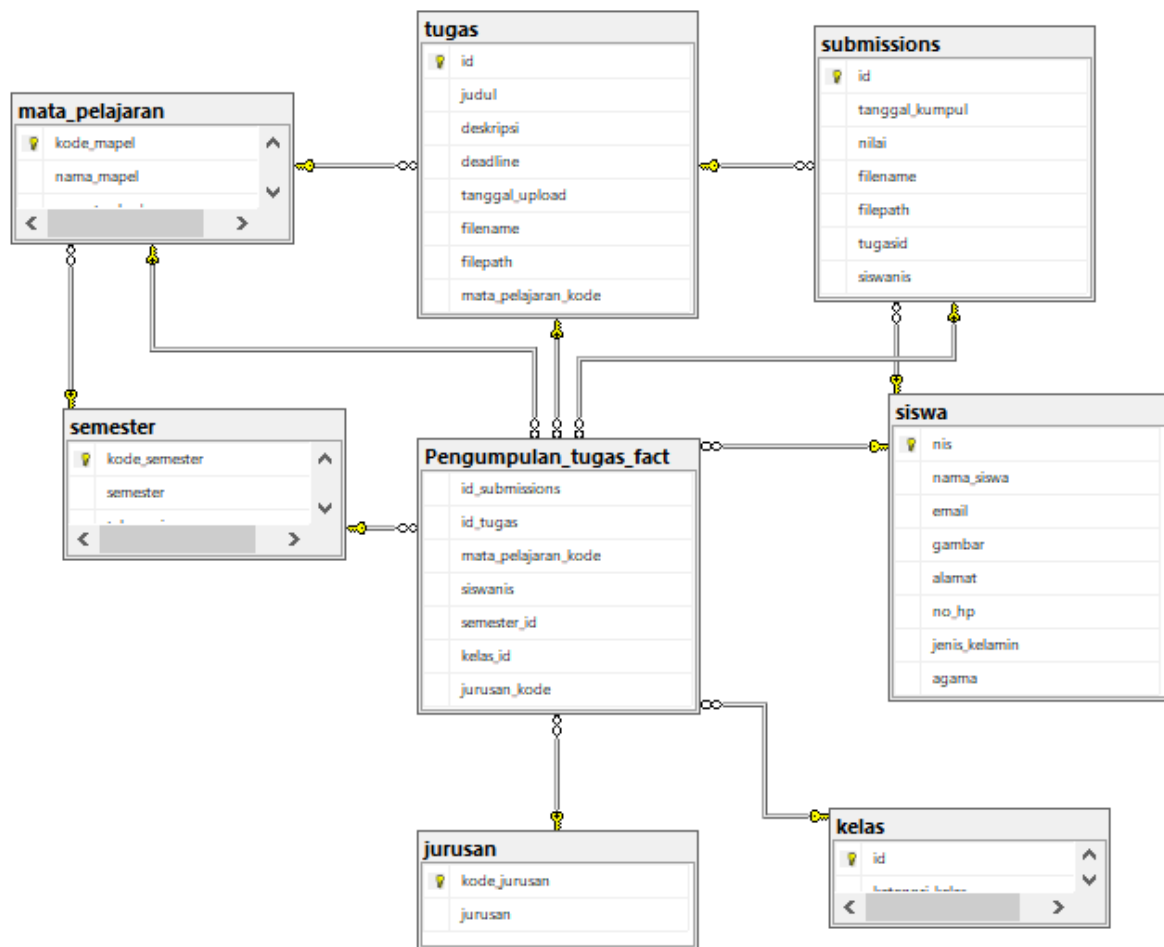 tugas
id
judul
deskripsi
deadline
tanggal_upload
filename
filepath
mata_pelajaran_kode
submissions
id
tanggal_kumpul
nilai
filename
filepath
tugasid
siswanis
mata_pelajaran
kode_mapel
nama_mapel
semester
kode_semester
semester
Pengumpulan_tugas_fact
id_submissions
id_tugas
mata_pelajaran_kode
siswanis
semester_id
kelas_id
jurusan_kode
siswa
nis
nama_siswa
email
gambar
alamat
no_hp
jenis_kelamin
agama
jurusan
kode_jurusan
jurusan
kelas
id